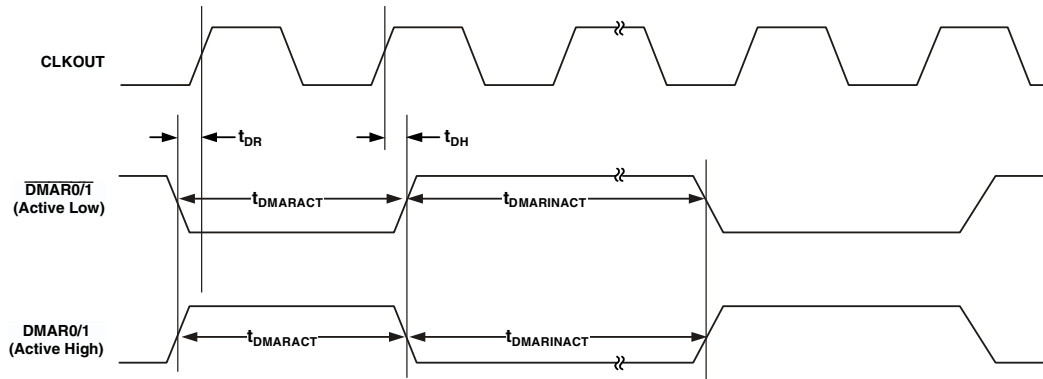 CLKOUT
tDR
tDH
DMAR0/1
(Active Low)
tDMARACT
tDMARINACT
DMAR0/1
(Active High)
tDMARACT
tDMARINACT